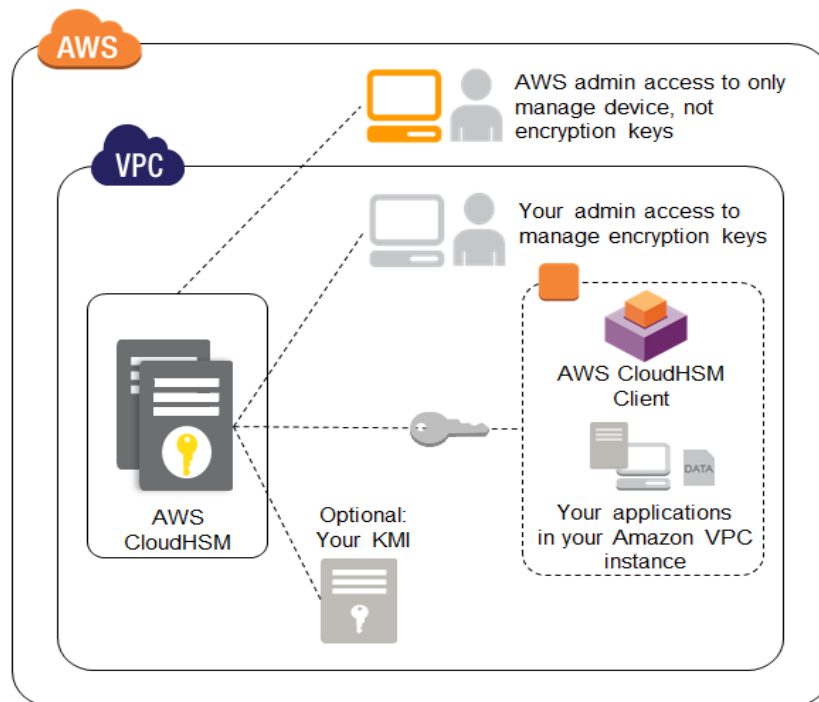 AWS
AWS admin access to only
manage device, not
encryption keys
VPC
Your admin access to
manage encryption keys
AWS CloudHSM
Client
DATA
Your applications
in your Amazon VPC
instance
AWS
CloudHSM
Optional:
Your KMI